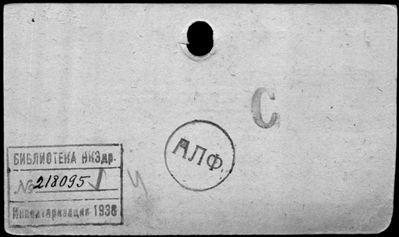 С
АЛФ.
БИБЛИОТЕКА НКЗдр.
№ 218095
Инвентаризация 1938